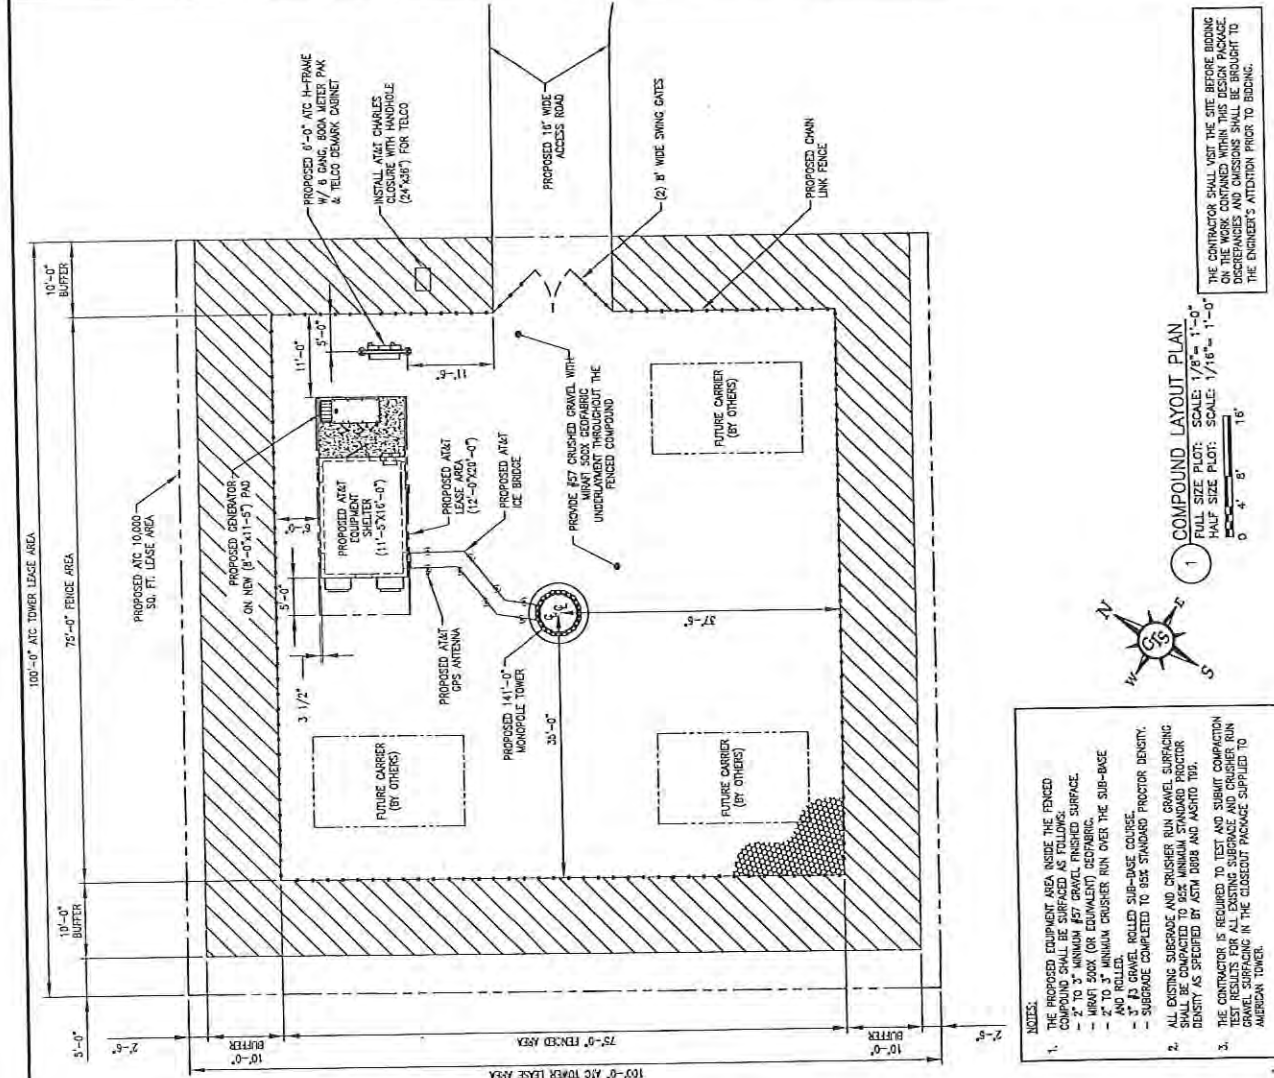 100'-0" ATC TOWER LEASE AREA
10'-0"
BUFFER
75'-0" FENCE AREA
10'-0"
BUFFER
5'-0"
PROPOSED ATC 10,000
SQ. FT. LEASE AREA
PROPOSED GENERATOR
ON NEW (8'-0"x11'-5") PAD
11'-0"
5'-0"
PROPOSED 6'-0" ATC H-FRAME
W/ 6 GANG, 800A METER PAK
& TELCO DEMARK CABINET
INSTALL AT&T CHARLES
CLOSURE WITH HANDHOLE
(24"x36") FOR TELCO
PROPOSED 16' WIDE
ACCESS ROAD
(2) 8' WIDE SWING GATES
PROPOSED CHAIN
LINK FENCE
11'-6"
PROPOSED AT&T
EQUIPMENT
SHELTER
(11'-5"X16'-0")
5'-0"
3 1/2"
PROPOSED AT&T
LEASE AREA
(12'-0"X20'-0")
PROPOSED AT&T
ICE BRIDGE
PROPOSED AT&T
GPS ANTENNA
PROPOSED 141'-0"
MONOPOLE TOWER
PROVIDE #57 CRUSHED GRAVEL WITH
MIRAFI 500X GEOFABRIC
UNDERLAYMENT THROUGHOUT THE
FENCED COMPOUND
FUTURE CARRIER
(BY OTHERS)
FUTURE CARRIER
(BY OTHERS)
FUTURE CARRIER
(BY OTHERS)
37'-6"
2'-6"
10'-0"
BUFFER
75'-0" FENCED AREA
10'-0"
BUFFER
2'-6"
100'-0" ATC TOWER LEASE AREA
NOTES:
1. THE PROPOSED EQUIPMENT AREA INSIDE THE FENCED
COMPOUND SHALL BE SURFACED AS FOLLOWS:
- 2" TO 3" MINIMUM #57 GRAVEL FINISHED SURFACE.
- MIRAFI 500X (OR EQUIVALENT) GEOFABRIC.
- 2" TO 3" MINIMUM CRUSHER RUN OVER THE SUB-BASE
AND ROLLED.
- 3" #3 GRAVEL ROLLED SUB-BASE COURSE.
- SUBGRADE COMPLETED TO 95% STANDARD PROCTOR DENSITY.
2. ALL EXISTING SUBGRADE AND CRUSHER RUN GRAVEL SURFACING
SHALL BE COMPACTED TO 95% MINIMUM STANDARD PROCTOR
DENSITY AS SPECIFIED BY ASTM D698 AND AASHTO T99.
3. THE CONTRACTOR IS REQUIRED TO TEST AND SUBMIT COMPACTION
TEST RESULTS FOR ALL EXISTING SUBGRADE AND CRUSHER RUN
GRAVEL SURFACING IN THE CLOSEOUT PACKAGE SUPPLIED TO
AMERICAN TOWER.
N
E
S
W
CTS
1 COMPOUND LAYOUT PLAN
FULL SIZE PLOT: SCALE: 1/8"= 1'-0"
HALF SIZE PLOT: SCALE: 1/16"= 1'-0"
0 4' 8' 16'
THE CONTRACTOR SHALL VISIT THE SITE BEFORE BIDDING
ON THE WORK CONTAINED WITHIN THIS DESIGN PACKAGE.
DISCREPANCIES AND OMISSIONS SHALL BE BROUGHT TO
THE ENGINEER'S ATTENTION PRIOR TO BIDDING.